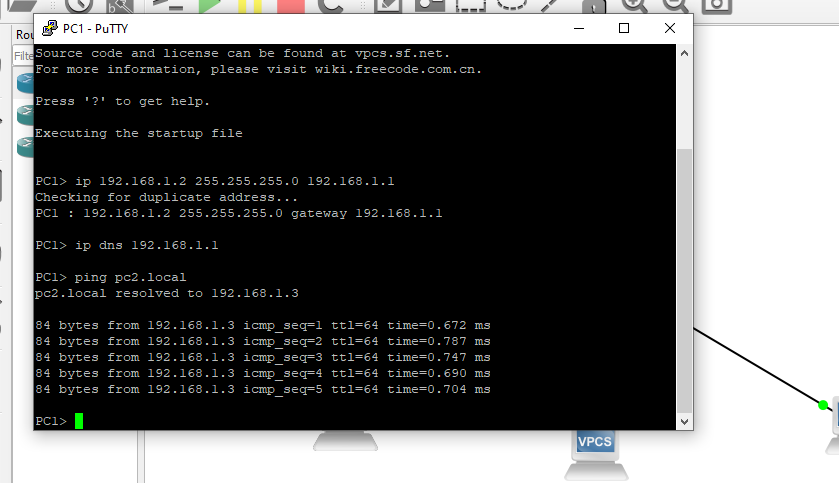 PC1 - PuTTY
Rou
Filte
Source code and license can be found at vpcs.sf.net.
For more information, please visit wiki.freecode.com.cn.
Press '?' to get help.
Executing the startup file
PC1> ip 192.168.1.2 255.255.255.0 192.168.1.1
Checking for duplicate address...
PC1 : 192.168.1.2 255.255.255.0 gateway 192.168.1.1
PC1> ip dns 192.168.1.1
PC1> ping pc2.local
pc2.local resolved to 192.168.1.3
84 bytes from 192.168.1.3 icmp_seq=1 ttl=64 time=0.672 ms
84 bytes from 192.168.1.3 icmp_seq=2 ttl=64 time=0.787 ms
84 bytes from 192.168.1.3 icmp_seq=3 ttl=64 time=0.747 ms
84 bytes from 192.168.1.3 icmp_seq=4 ttl=64 time=0.690 ms
84 bytes from 192.168.1.3 icmp_seq=5 ttl=64 time=0.704 ms
PC1>
VPCS